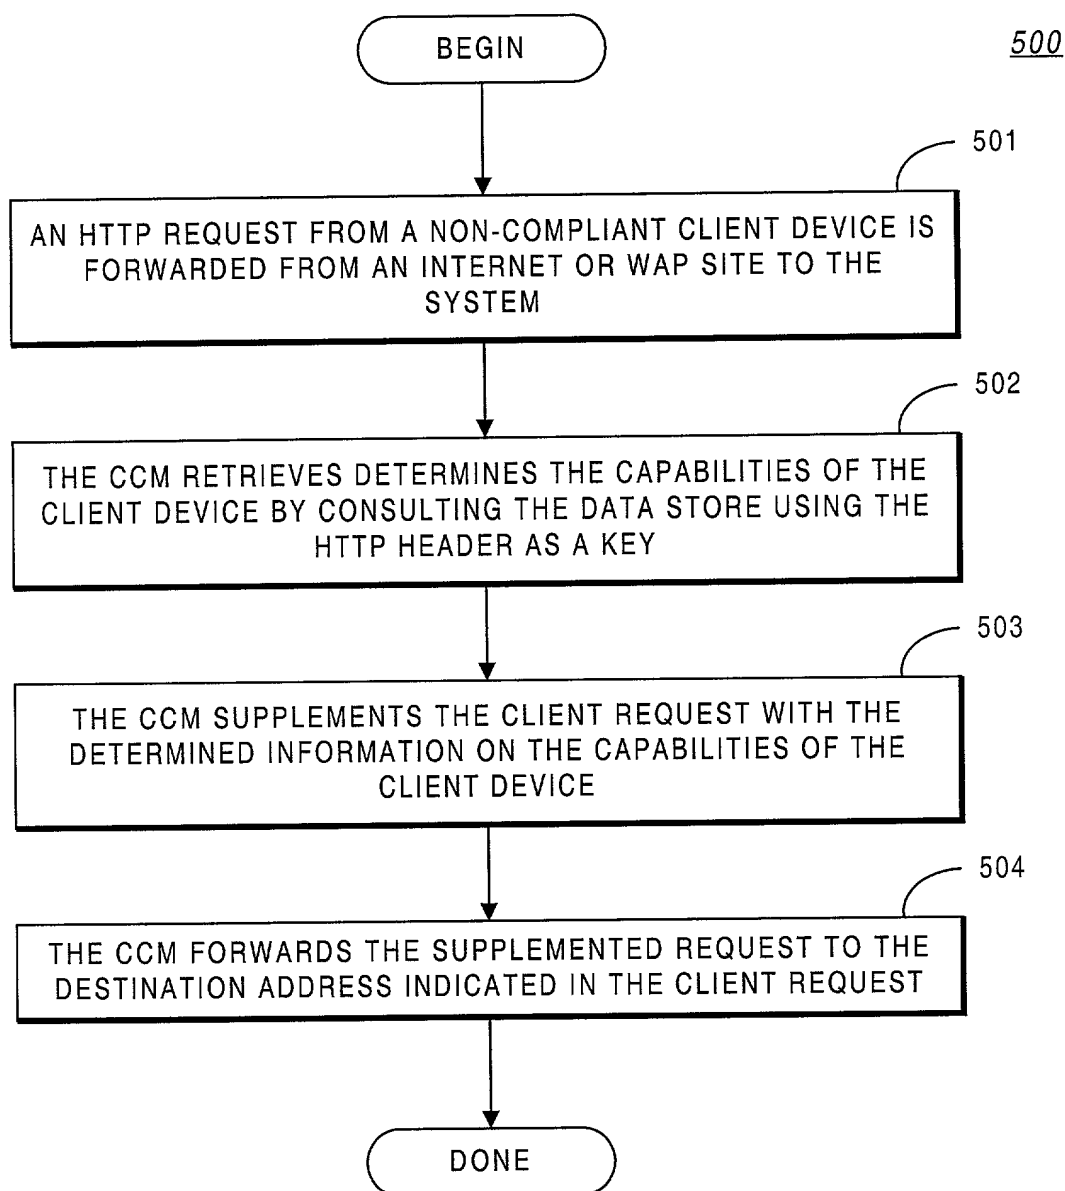 BEGIN
500
501
AN HTTP REQUEST FROM A NON-COMPLIANT CLIENT DEVICE IS
FORWARDED FROM AN INTERNET OR WAP SITE TO THE
SYSTEM
502
THE CCM RETRIEVES DETERMINES THE CAPABILITIES OF THE
CLIENT DEVICE BY CONSULTING THE DATA STORE USING THE
HTTP HEADER AS A KEY
503
THE CCM SUPPLEMENTS THE CLIENT REQUEST WITH THE
DETERMINED INFORMATION ON THE CAPABILITIES OF THE
CLIENT DEVICE
504
THE CCM FORWARDS THE SUPPLEMENTED REQUEST TO THE
DESTINATION ADDRESS INDICATED IN THE CLIENT REQUEST
DONE